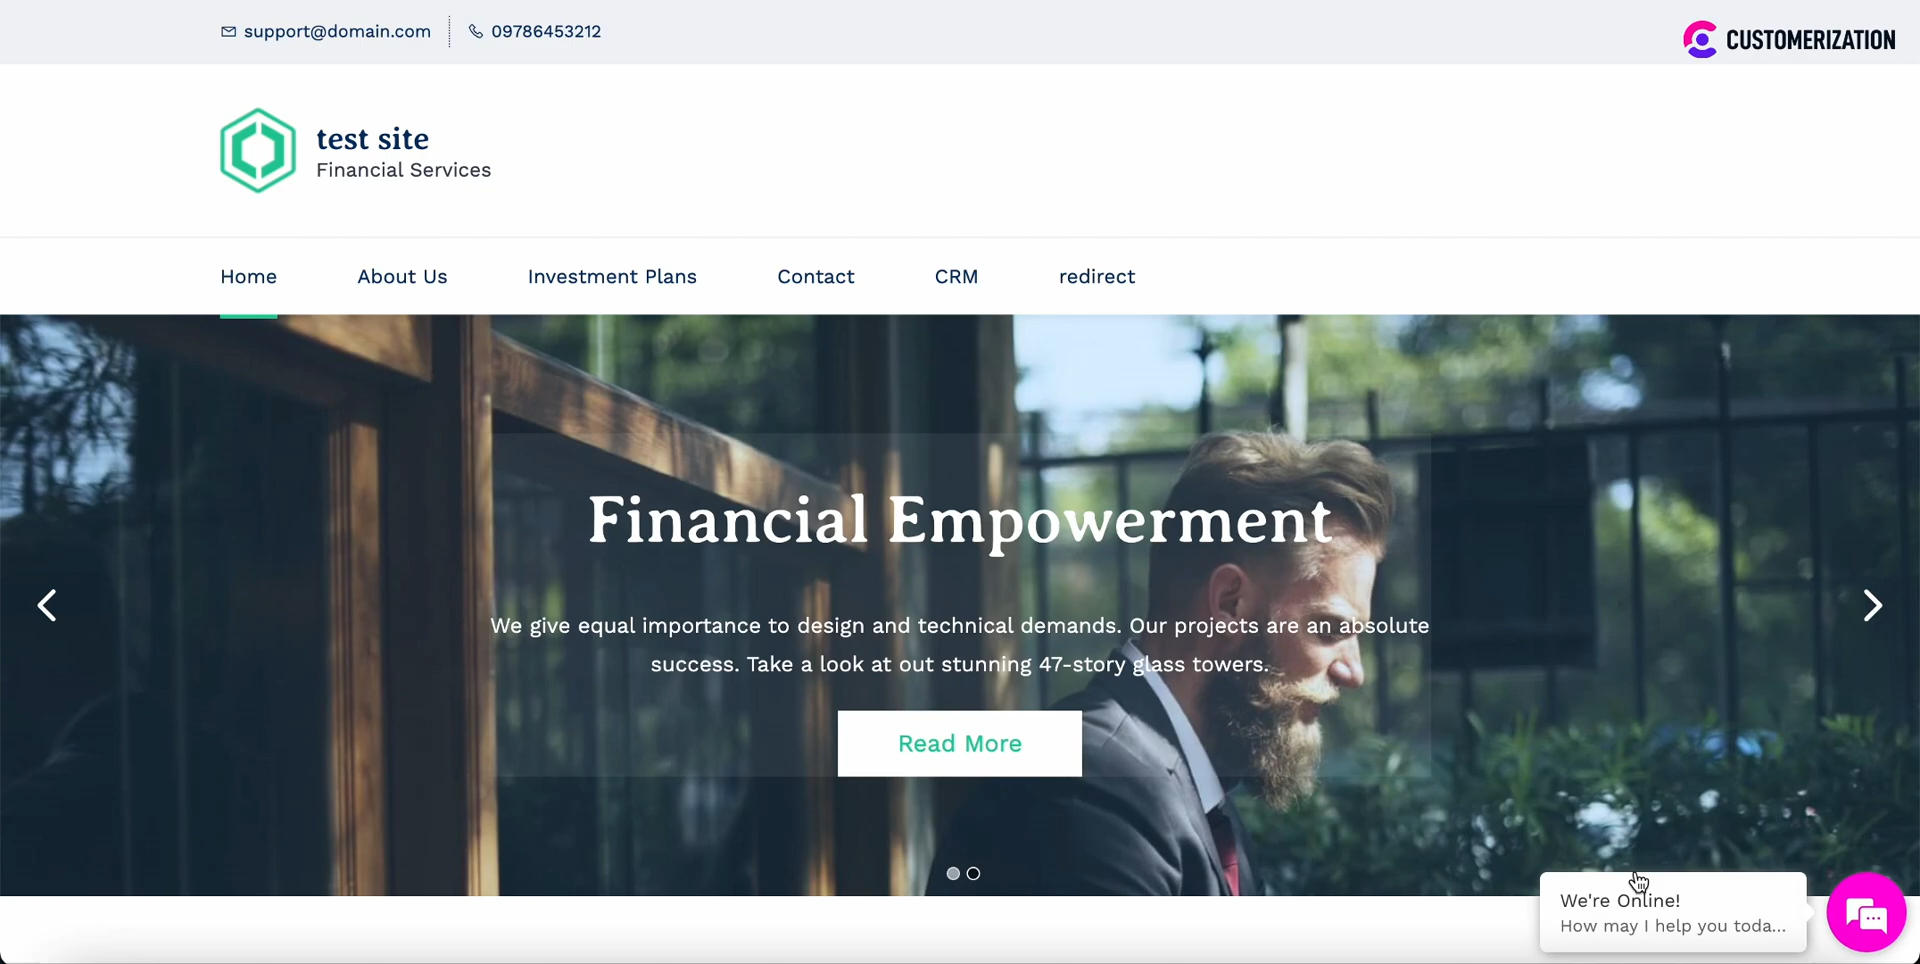 support@domain.com
09786453212
CUSTOMERIZATION
test site
Financial Services
Home
About Us
Investment Plans
Contact
CRM
redirect
Financial Empowerment
We give equal importance to design and technical demands. Our projects are an absolute
success. Take a look at out stunning 47-story glass towers.
Read More
We're Online!
How may I help you toda...